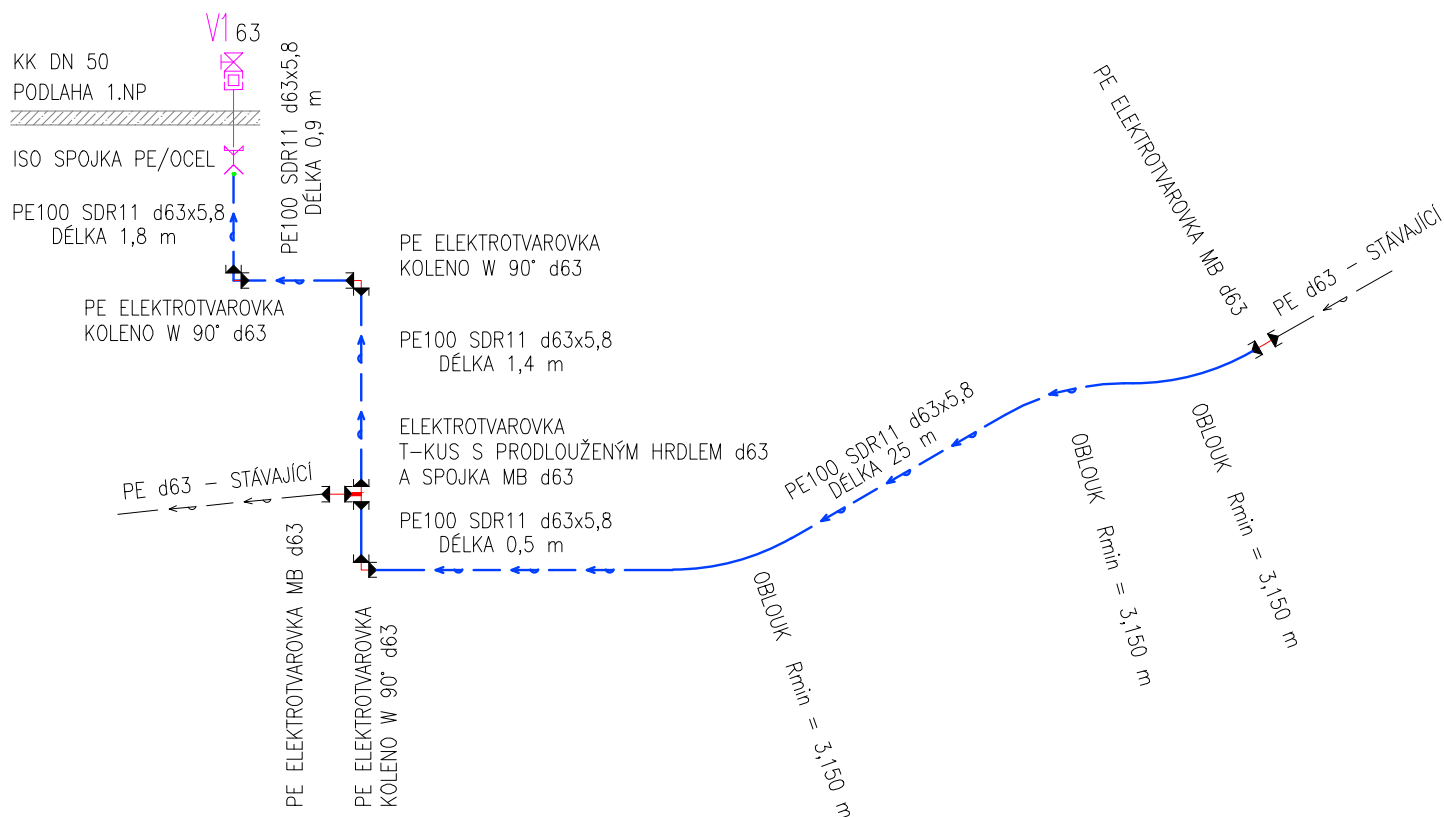 V1 63
KK DN 50
PODLAHA 1.NP
ISO SPOJKA PE/OCEL
PE100 SDR11 d63x5,8
DÉLKA 1,8 m
PE100 SDR11 d63x5,8
DÉLKA 0,9 m
PE ELEKTROTVAROVKA
KOLENO W 90° d63
PE ELEKTROTVAROVKA
KOLENO W 90° d63
PE100 SDR11 d63x5,8
DÉLKA 1,4 m
ELEKTROTVAROVKA
T-KUS S PRODLOUŽENÝM HRDLEM d63
A SPOJKA MB d63
PE d63 - STÁVAJÍCÍ
PE100 SDR11 d63x5,8
DÉLKA 0,5 m
PE ELEKTROTVAROVKA MB d63
PE ELEKTROTVAROVKA
KOLENO W 90° d63
PE100 SDR11 d63x5,8
DÉLKA 25 m
OBLOUK Rmin = 3,150 m
OBLOUK Rmin = 3,150 m
OBLOUK Rmin = 3,150 m
PE ELEKTROTVAROVKA MB d63
PE d63 - STÁVAJÍCÍ